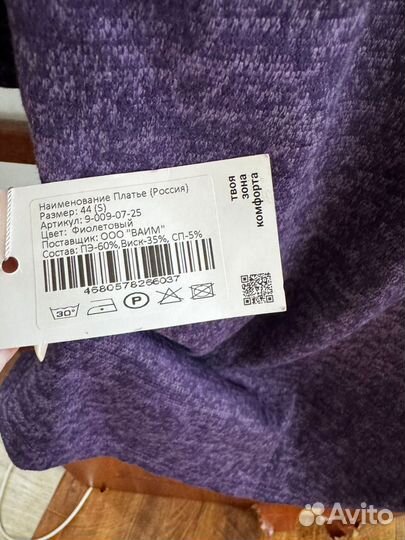 Наименование Платье (Россия)
Размер: 44 (S)
Артикул: 9-009-07-25
Цвет: Фиолетовый
Поставщик: ООО "ВАИМ"
Состав: ПЭ-60%,Виск-35%, СП-5%
4680578266037
30°
P
твоя
зона
комфорта
Avito